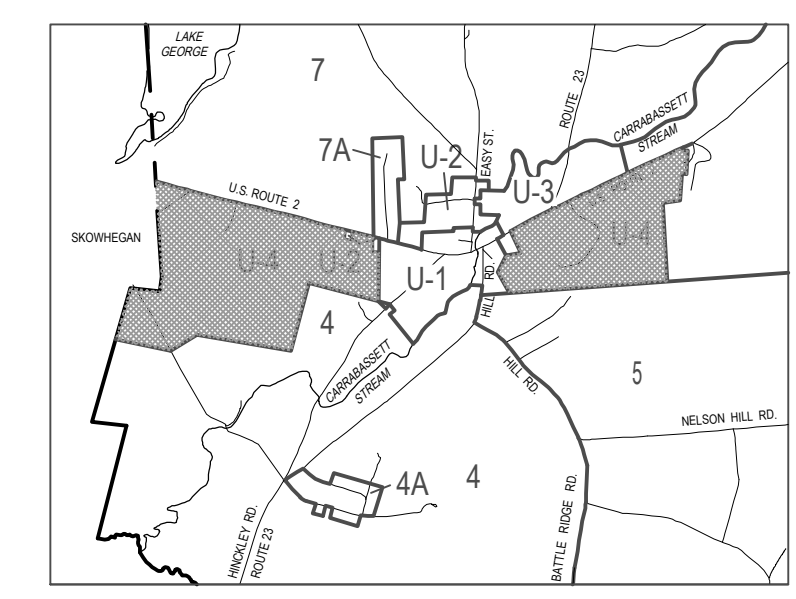 LAKE
GEORGE
7
ROUTE 23
CARRABASSETT
STREAM
7A
U-2
EASY ST.
U-3
U.S. ROUTE 2
SKOWHEGAN
U-4
U-2
U-1
HILL RD.
U-4
4
CARRABASSETT
STREAM
HILL RD.
5
NELSON HILL RD.
4A
4
HINCKLEY RD.
ROUTE 23
BATTLE RIDGE RD.